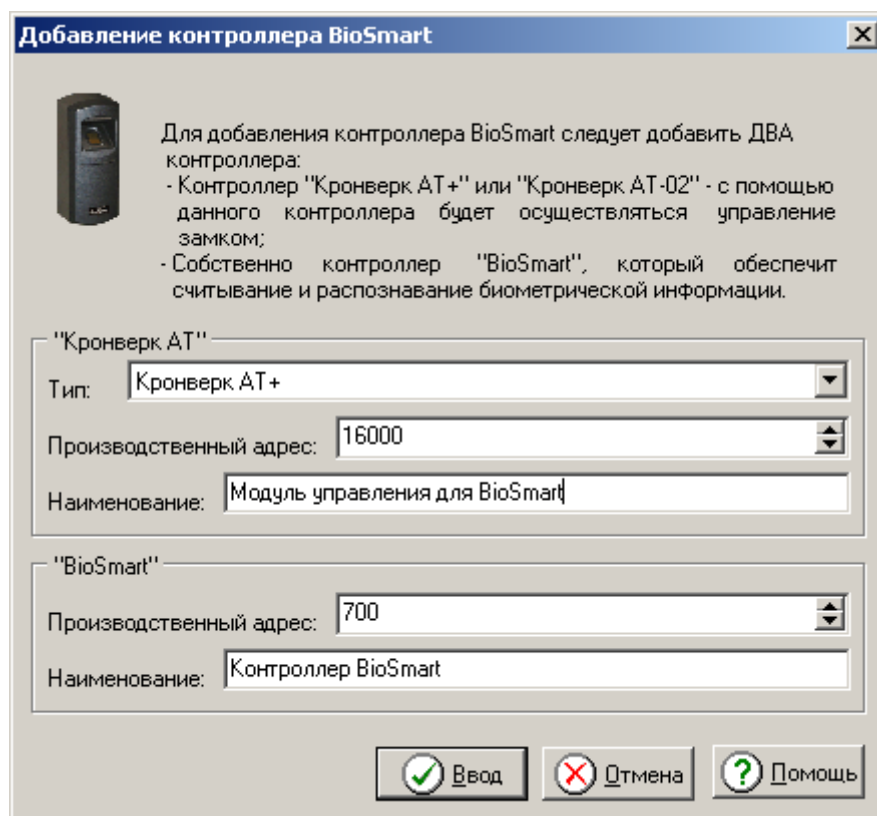 Добавление контроллера BioSmart
Для добавления контроллера BioSmart следует добавить ДВА
контроллера:
- Контроллер "Кронверк АТ+" или "Кронверк АТ-02" - с помощью
данного контроллера будет осуществляться управление
замком;
- Собственно контроллер "BioSmart", который обеспечит
считывание и распознавание биометрической информации.
"Кронверк АТ"
Тип: Кронверк АТ+
Производственный адрес: 16000
Наименование: Модуль управления для BioSmart
"BioSmart"
Производственный адрес: 700
Наименование: Контроллер BioSmart
Ввод Отмена Помощь